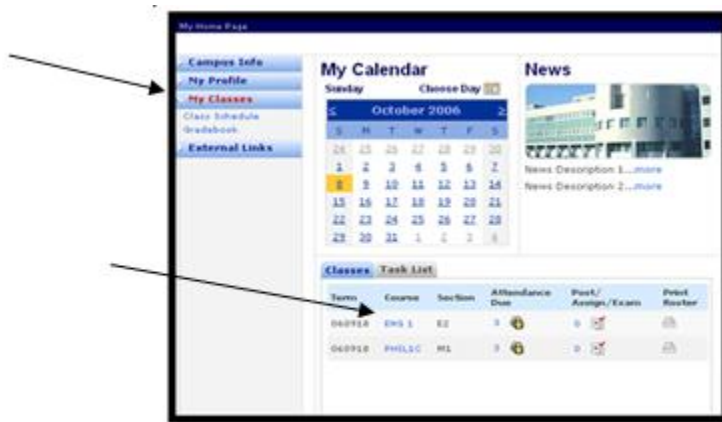 My Home Page
Campus Info
My Profile
My Classes
Class Schedule
Gradebook
External Links
My Calendar
Sunday Choose Day
< October 2006 >
S M T W T F S
24 25 26 27 28 29 30
1 2 3 4 5 6 7
8 9 10 11 12 13 14
15 16 17 18 19 20 21
22 23 24 25 26 27 28
29 30 31 1 2 3 4
News
News Description 1...more
News Description 2...more
Classes Task List
Term Course Section Attendance Due Post/Assign/Exam Print Roster
060918 E2
060918 PHIL1C M1